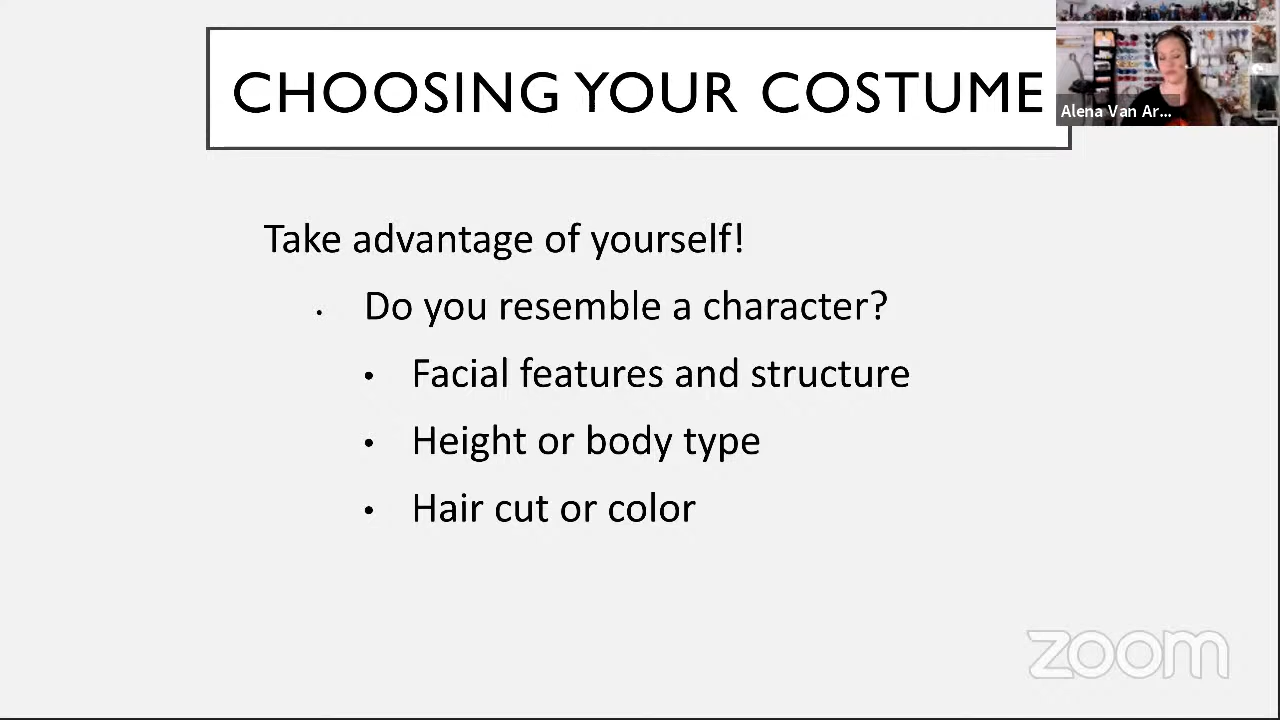 CHOOSING YOUR COSTUME
Alena Van Ar...
Take advantage of yourself!
• Do you resemble a character?
• Facial features and structure
• Height or body type
• Hair cut or color
zoom